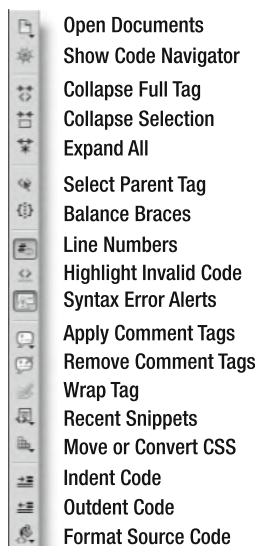 Open Documents
Show Code Navigator
Collapse Full Tag
Collapse Selection
Expand All
Select Parent Tag
Balance Braces
Line Numbers
Highlight Invalid Code
Syntax Error Alerts
Apply Comment Tags
Remove Comment Tags
Wrap Tag
Recent Snippets
Move or Convert CSS
Indent Code
Outdent Code
Format Source Code